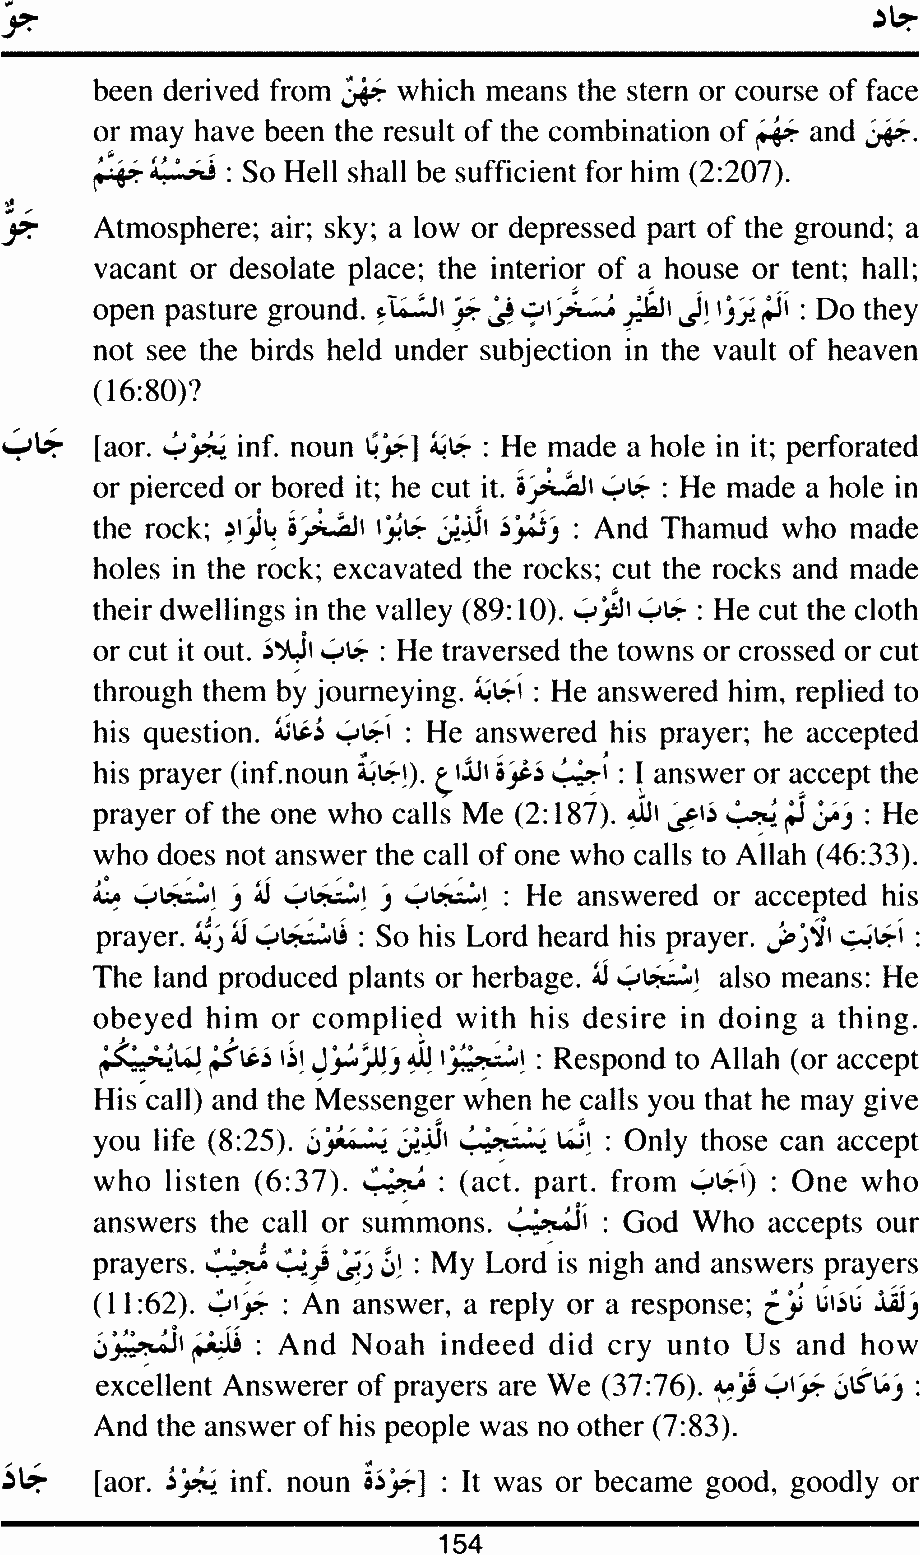 جوّ جاد
been derived from جَهْنٌ which means the stern or course of face
or may have been the result of the combination of جَهُمَ and جَهَنَ.
فَحَسْبُهٗ جَهَنَّمُ : So Hell shall be sufficient for him (2:207).
جَوٌّ Atmosphere; air; sky; a low or depressed part of the ground; a
vacant or desolate place; the interior of a house or tent; hall;
open pasture ground. اَلَمْ يَرَوْا اِلَى الطَّيْرِ مُسَخَّرَاتٍ فِىْ جَوِّ السَّمَآءِ : Do they
not see the birds held under subjection in the vault of heaven
(16:80)?
جَابَ [aor. يَجُوْبُ inf. noun جَوْبًا] جَابَهٗ : He made a hole in it; perforated
or pierced or bored it; he cut it. جَابَ الصَّخْرَةَ : He made a hole in
the rock; وَثَمُوْدَ الَّذِيْنَ جَابُوْا الصَّخْرَةَ بِالْوَادِ : And Thamud who made
holes in the rock; excavated the rocks; cut the rocks and made
their dwellings in the valley (89:10). جَابَ الثَّوْبَ : He cut the cloth
or cut it out. جَابَ الْبِلَادَ : He traversed the towns or crossed or cut
through them by journeying. اَجَابَهٗ : He answered him, replied to
his question. اَجَابَ دُعَائَهٗ : He answered his prayer; he accepted
his prayer (inf.noun اِجَابَةٌ). اُجِيْبُ دَعْوَةَ الدَّاعِ : I answer or accept the
prayer of the one who calls Me (2:187). وَمَنْ لَمْ يُجِبْ دَاعِىَ اللّٰهِ : He
who does not answer the call of one who calls to Allah (46:33).
اِسْتَجَابَ وَ اِسْتَجَابَ لَهٗ وَ اِسْتَجَابَ مِنْهُ : He answered or accepted his
prayer. فَاسْتَجَابَ لَهٗ رَبُّهٗ : So his Lord heard his prayer. اَجَابَتِ الْاَرْضُ :
The land produced plants or herbage. اِسْتَجَابَ لَهٗ also means: He
obeyed him or complied with his desire in doing a thing.
اِسْتَجِيْبُوْا لِلّٰهِ وَلِلرَّسُوْلِ اِذَا دَعَاكُمْ لِمَا يُحْيِيْكُمْ : Respond to Allah (or accept
His call) and the Messenger when he calls you that he may give
you life (8:25). اِنَّمَا يَسْتَجِيْبُ الَّذِيْنَ يَسْمَعُوْنَ : Only those can accept
who listen (6:37). مُجِيْبٌ : (act. part. from اَجَابَ) : One who
answers the call or summons. اَلْمُجِيْبُ : God Who accepts our
prayers. اِنَّ رَبِّىْ قَرِيْبٌ مُّجِيْبٌ : My Lord is nigh and answers prayers
(11:62). جَوَابٌ : An answer, a reply or a response; وَلَقَدْ نَادَانَا نُوْحٌ
فَلَنِعْمَ الْمُجِيْبُوْنَ : And Noah indeed did cry unto Us and how
excellent Answerer of prayers are We (37:76). وَمَا كَانَ جَوَابَ قَوْمِهٖ :
And the answer of his people was no other (7:83).
جَادَ [aor. يَجُوْدُ inf. noun جَوْدَةٌ] : It was or became good, goodly or
154